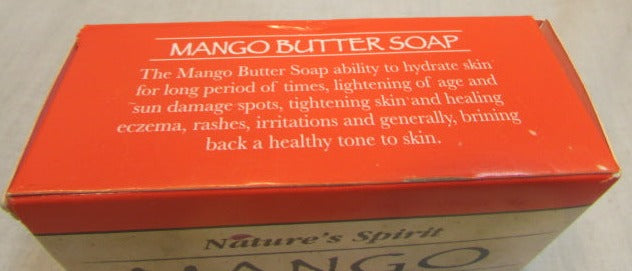 MANGO BUTTER SOAP
The Mango Butter Soap ability to hydrate skin
for long period of times, lightening of age and
sun damage spots, tightening skin and healing
eczema, rashes, irritations and generally, brining
back a healthy tone to skin.
Nature's Spirit
MANGO